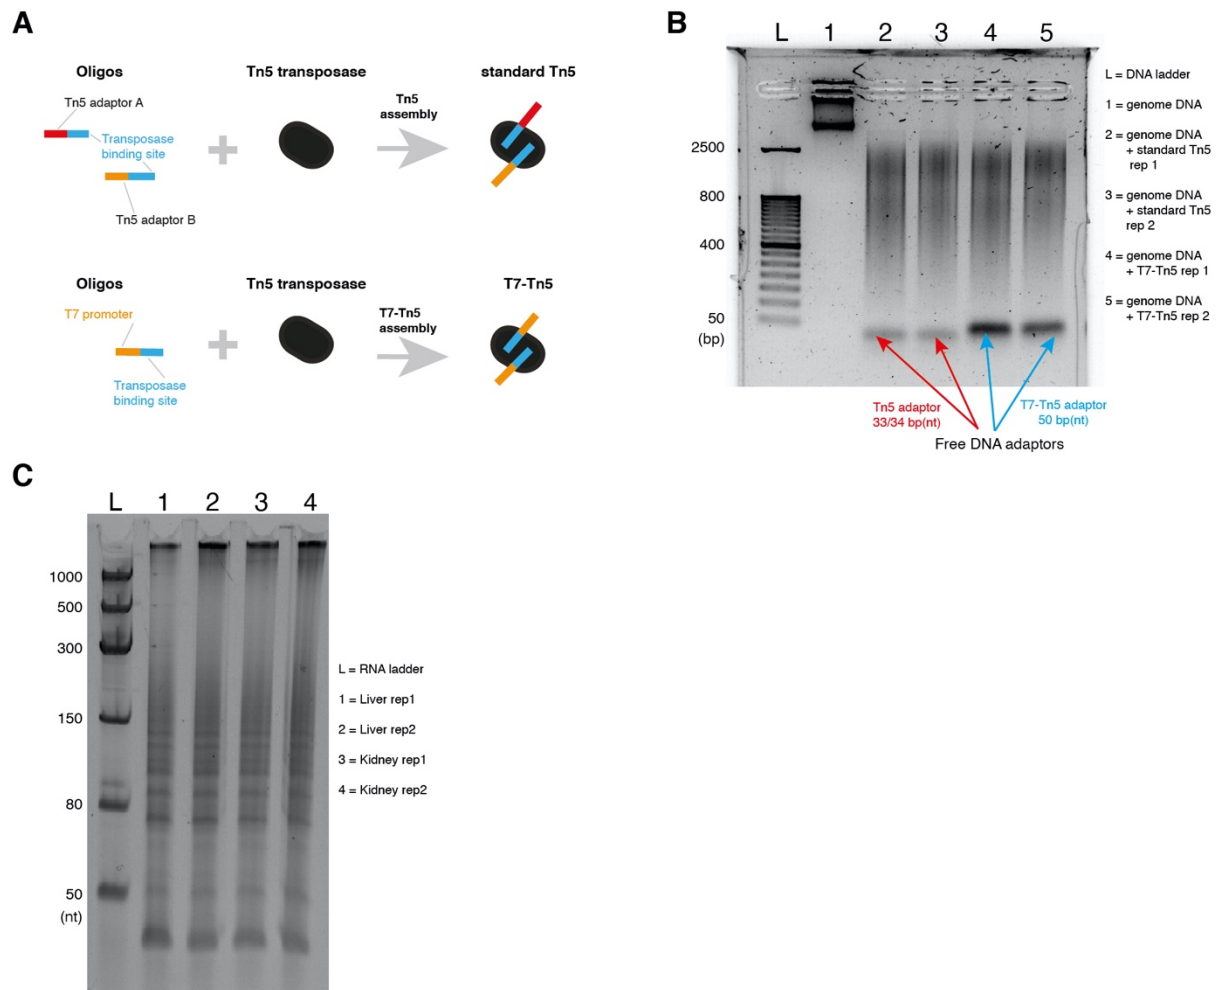 A
Oligos
Tn5 transposase
standard Tn5
Tn5 adaptor A
Transposase
binding site
Tn5 adaptor B
Tn5
assembly
Oligos
Tn5 transposase
T7-Tn5
T7 promoter
Transposase
binding site
T7-Tn5
assembly
B
L 1 2 3 4 5
2500
800
400
50
(bp)
L = DNA ladder
1 = genome DNA
2 = genome DNA
+ standard Tn5
rep 1
3 = genome DNA
+ standard Tn5
rep 2
4 = genome DNA
+ T7-Tn5 rep 1
5 = genome DNA
+ T7-Tn5 rep 2
Tn5 adaptor
33/34 bp(nt)
T7-Tn5 adaptor
50 bp(nt)
Free DNA adaptors
C
L 1 2 3 4
1000
500
300
150
80
50
(nt)
L = RNA ladder
1 = Liver rep1
2 = Liver rep2
3 = Kidney rep1
4 = Kidney rep2